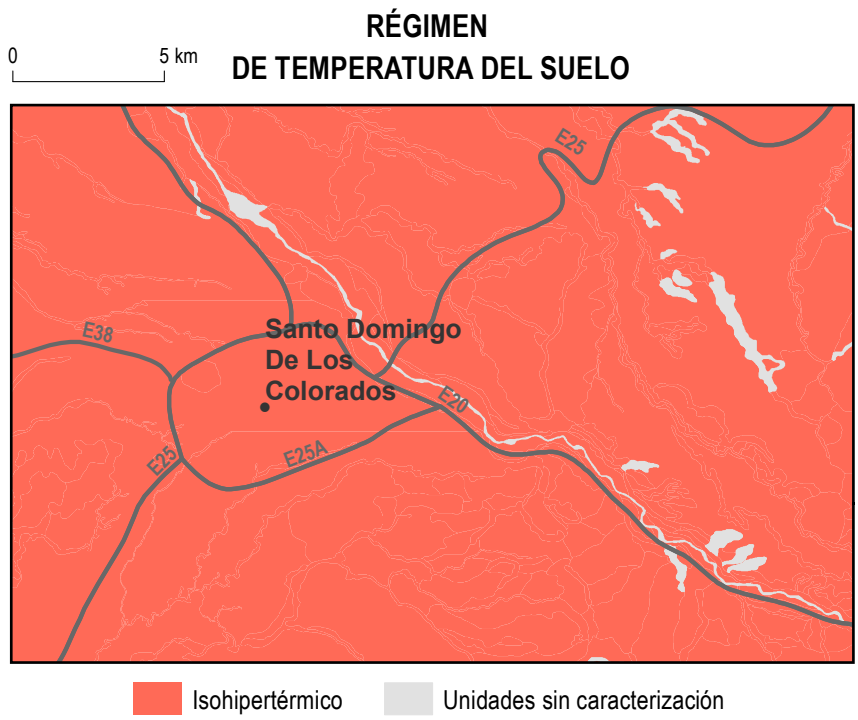 RÉGIMEN
DE TEMPERATURA DEL SUELO
0 5 km
E25
E38
Santo Domingo
De Los
Colorados
E20
E25A
E25
Isohipertérmico
Unidades sin caracterización